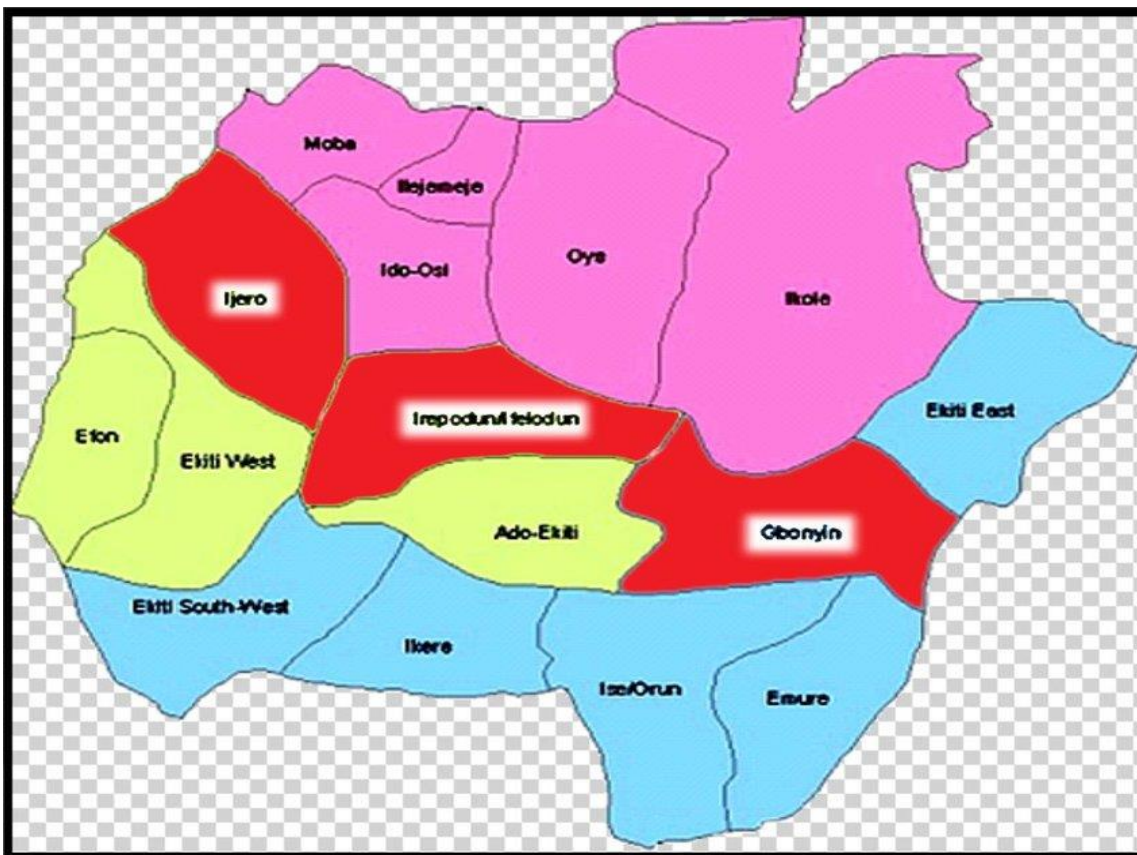 Moba
Ilejemeje
Ido-Osi
Oye
Ijero
Ikole
Irepodun/Ifelodun
Ekiti East
Efon
Ekiti West
Ado-Ekiti
Gbonyin
Ekiti South-West
Ikere
Ise/Orun
Emure